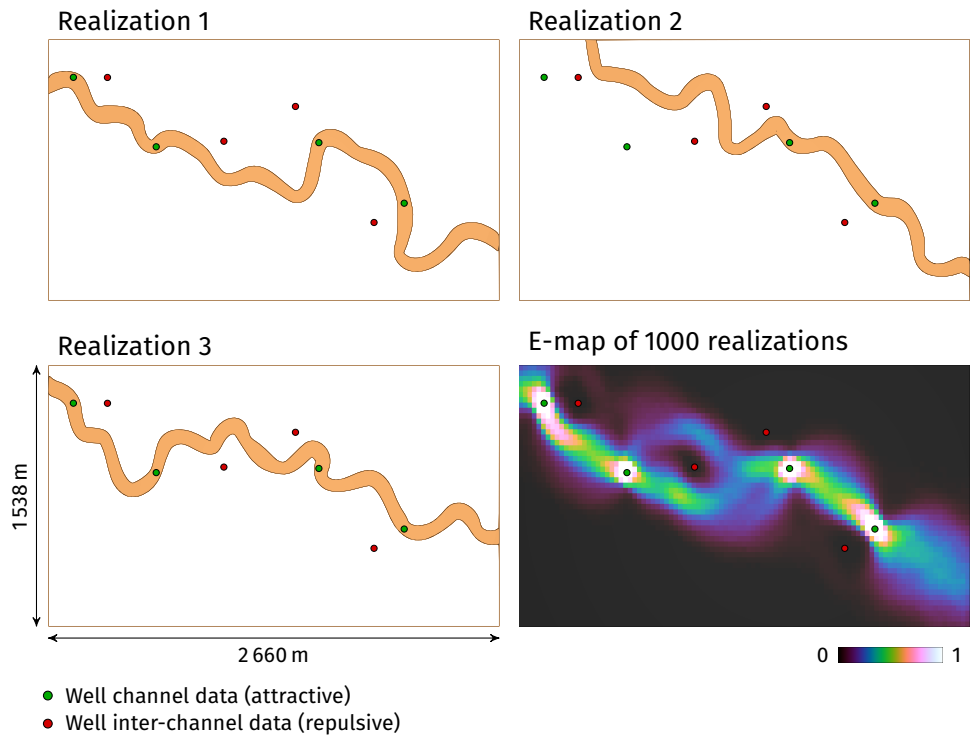 Realization 1
Realization 2
Realization 3
E-map of 1000 realizations
1 538 m
2 660 m
0
1
Well channel data (attractive)
Well inter-channel data (repulsive)